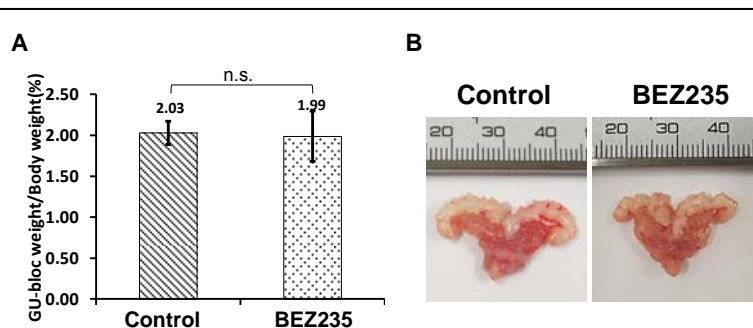 A
B
n.s.
GU-bloc weight/Body weight(%)
2.50
2.00
1.50
1.00
0.50
0.00
2.03
1.99
Control
BEZ235
Control
BEZ235
20 30 40
20 30 40